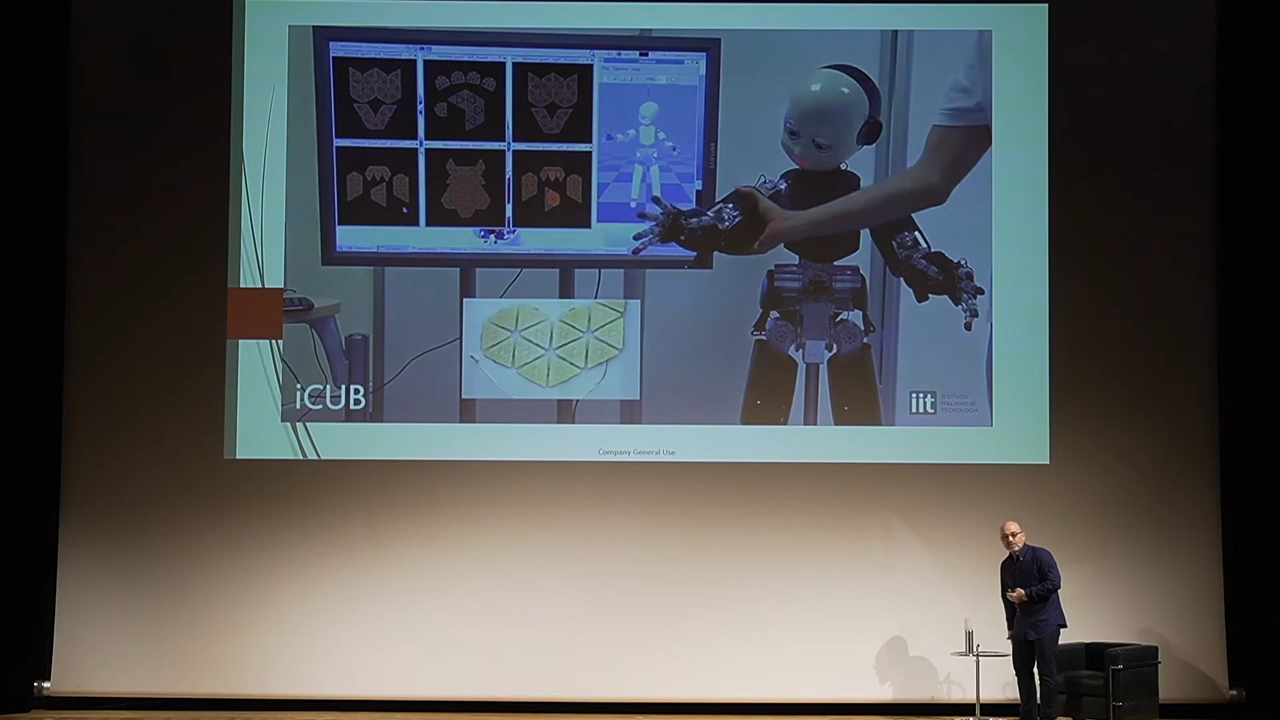 iCUB
iit
ISTITUTO
ITALIANO DI
TECNOLOGIA
Company General Use